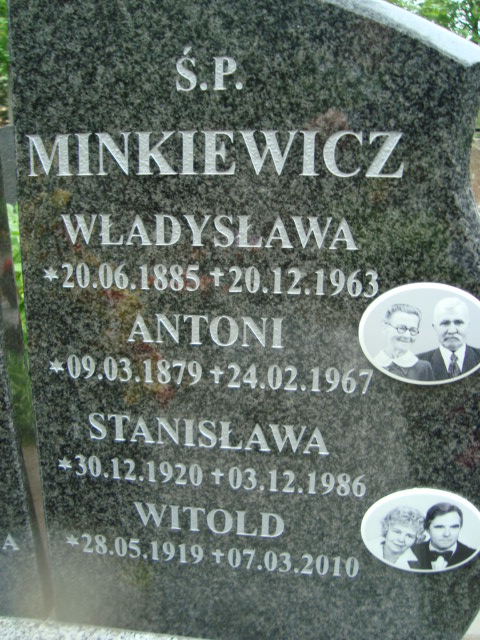 Ś.P.
MINKIEWICZ
WŁADYSŁAWA
*20.06.1885 +20.12.1963
ANTONI
*09.03.1879 +24.02.1967
STANISŁAWA
*30.12.1920 +03.12.1986
WITOLD
*28.05.1919 +07.03.2010
A